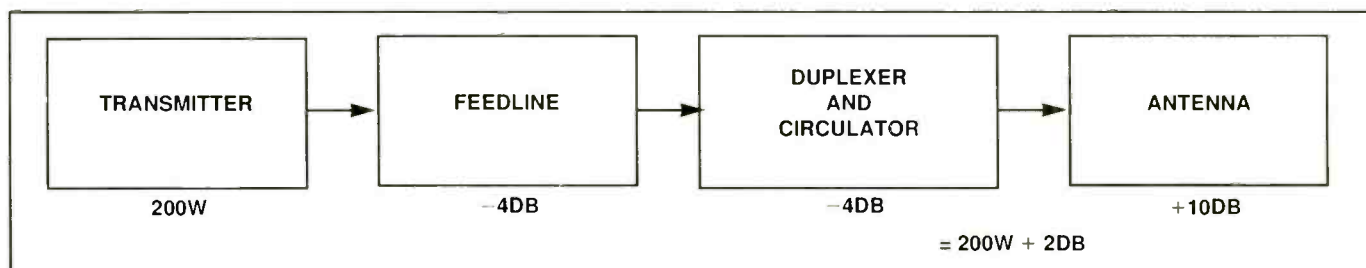 TRANSMITTER
FEEDLINE
DUPLEXER
AND
CIRCULATOR
ANTENNA
200W
−4DB
−4DB
+10DB
= 200W + 2DB